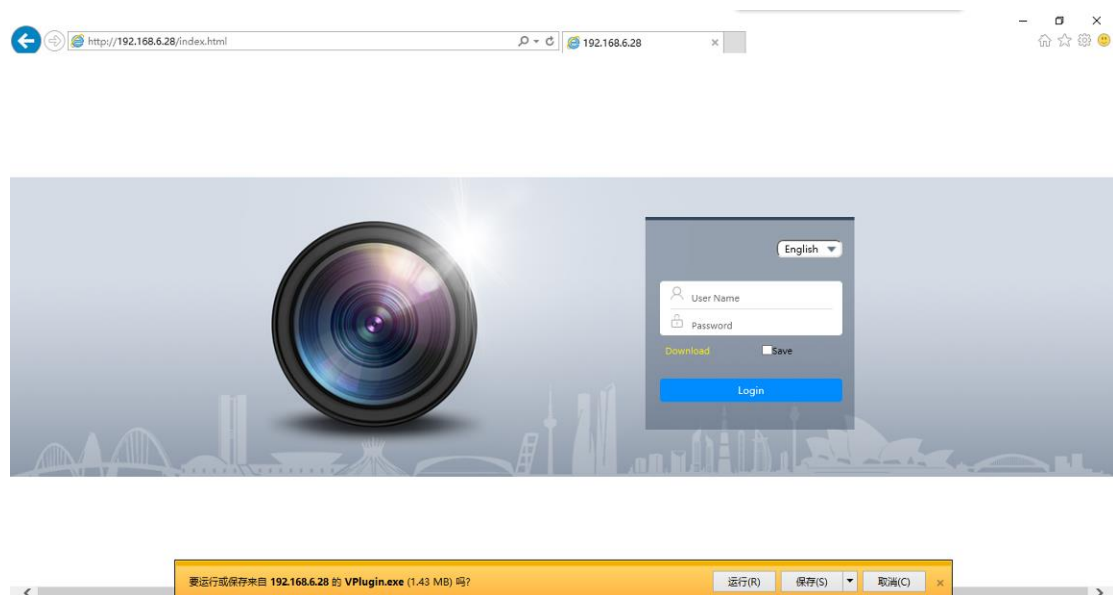 http://192.168.6.28/index.html
192.168.6.28
English
User Name
Password
Download Save
Login
要运行或保存来自 192.168.6.28 的 VPlugin.exe (1.43 MB) 吗?
运行(R) 保存(S) 取消(C)